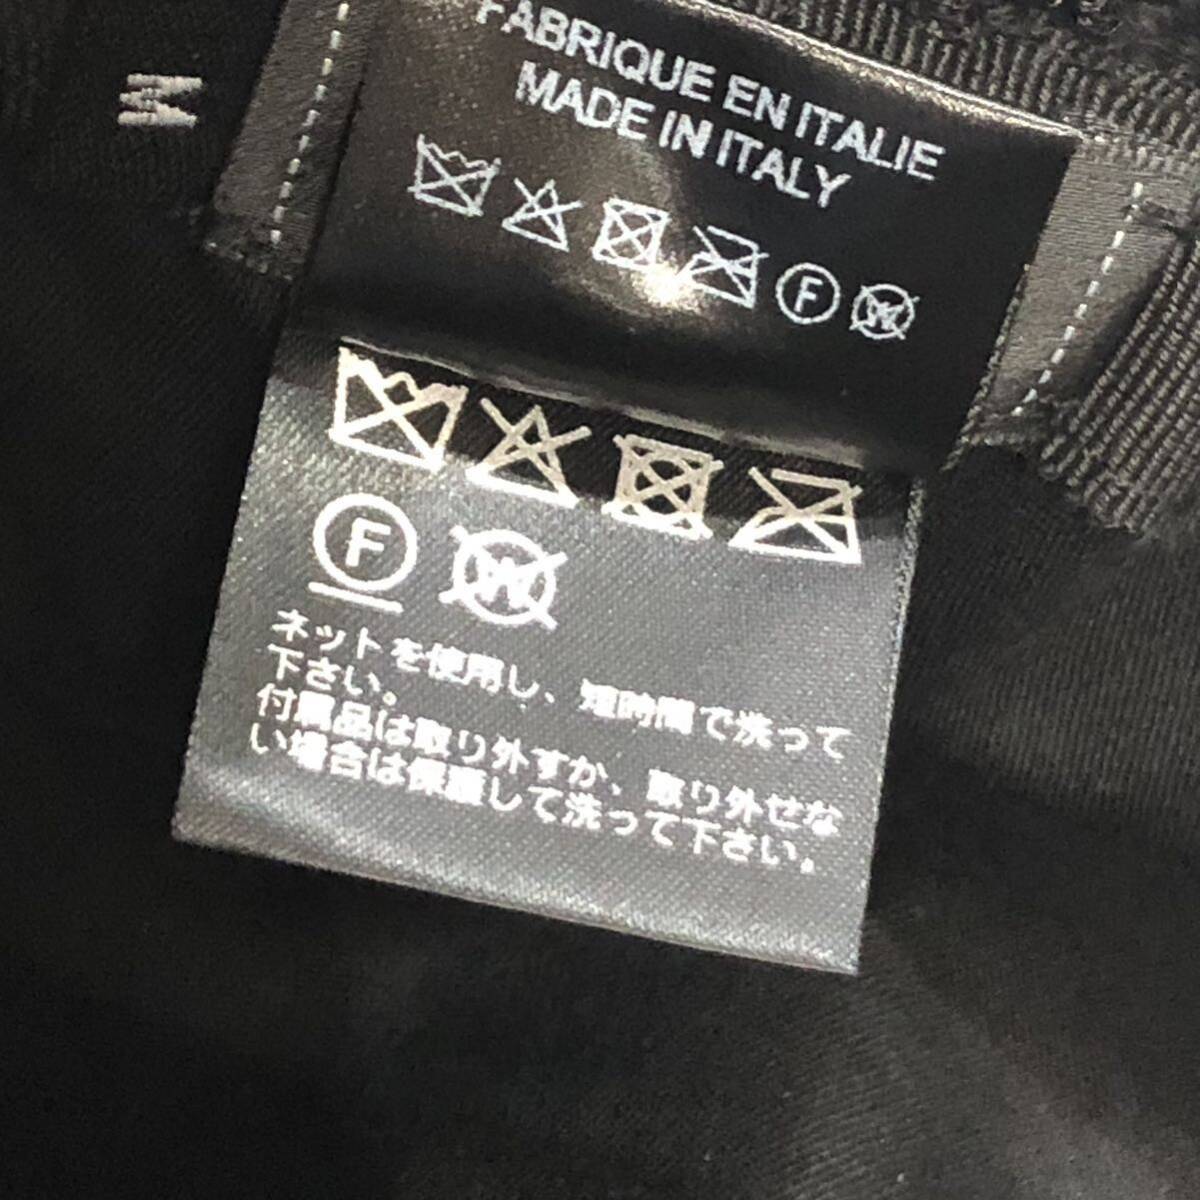 FABRIQUE EN ITALIE
MADE IN ITALY
M
F
W
F
W
ネットを使用し、短時間で洗って
下さい。
付属品は取り外すか、取り外せな
い場合は保護して洗って下さい。